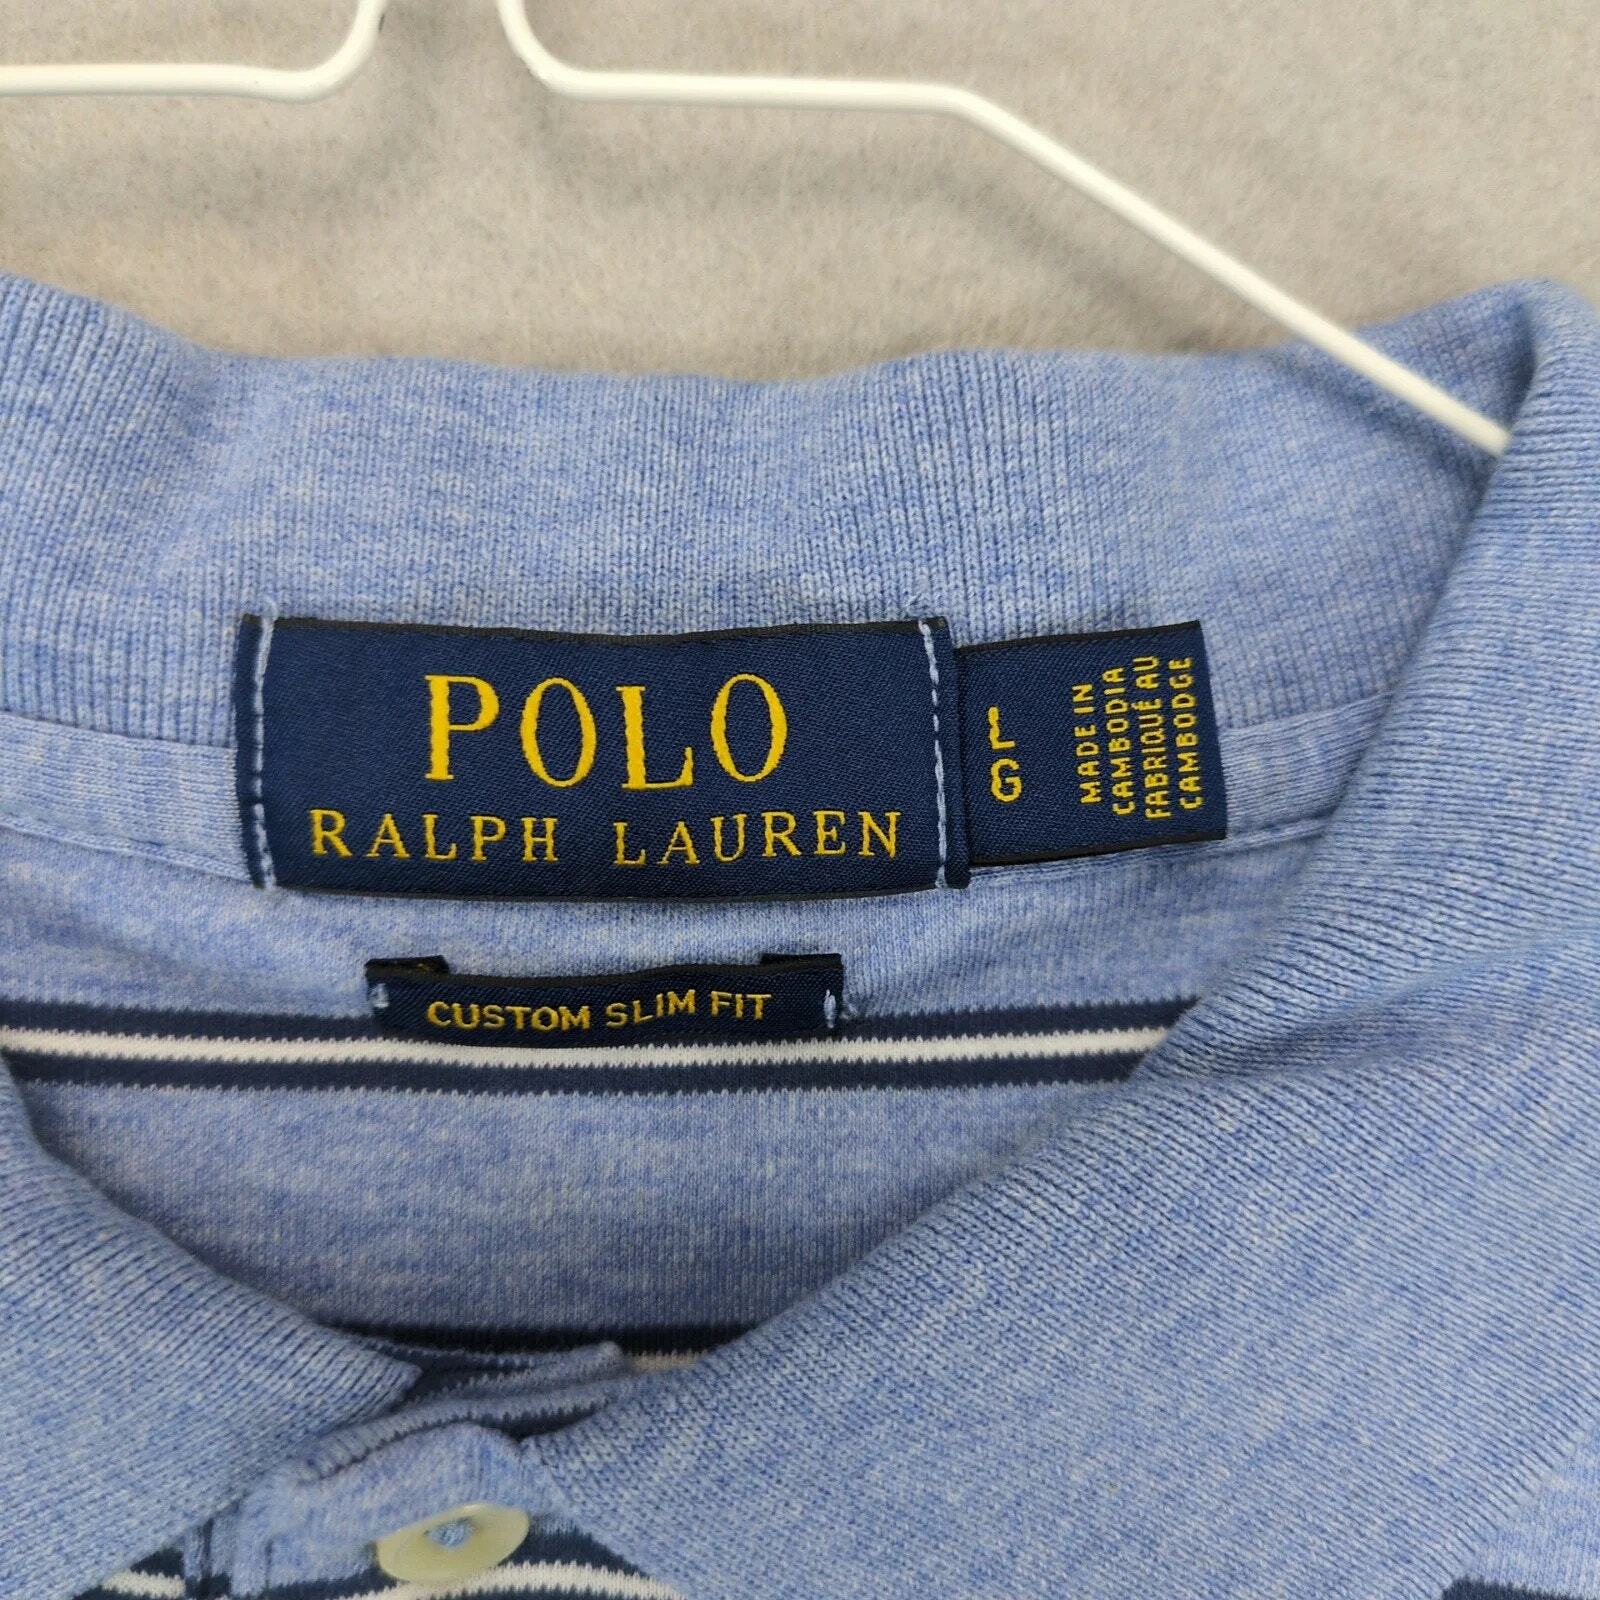 POLO
RALPH LAUREN
L
G
MADE IN
CAMBODIA
FABRIQUÉ AU
CAMBODGE
CUSTOM SLIM FIT